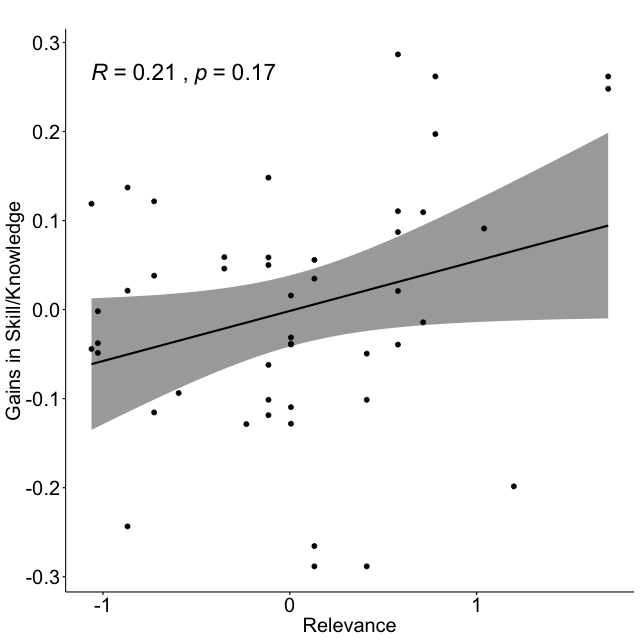 0.3
R = 0.21 , p = 0.17
0.2
0.1
0.0
-0.1
-0.2
-0.3
Gains in Skill/Knowledge
-1 0 1
Relevance